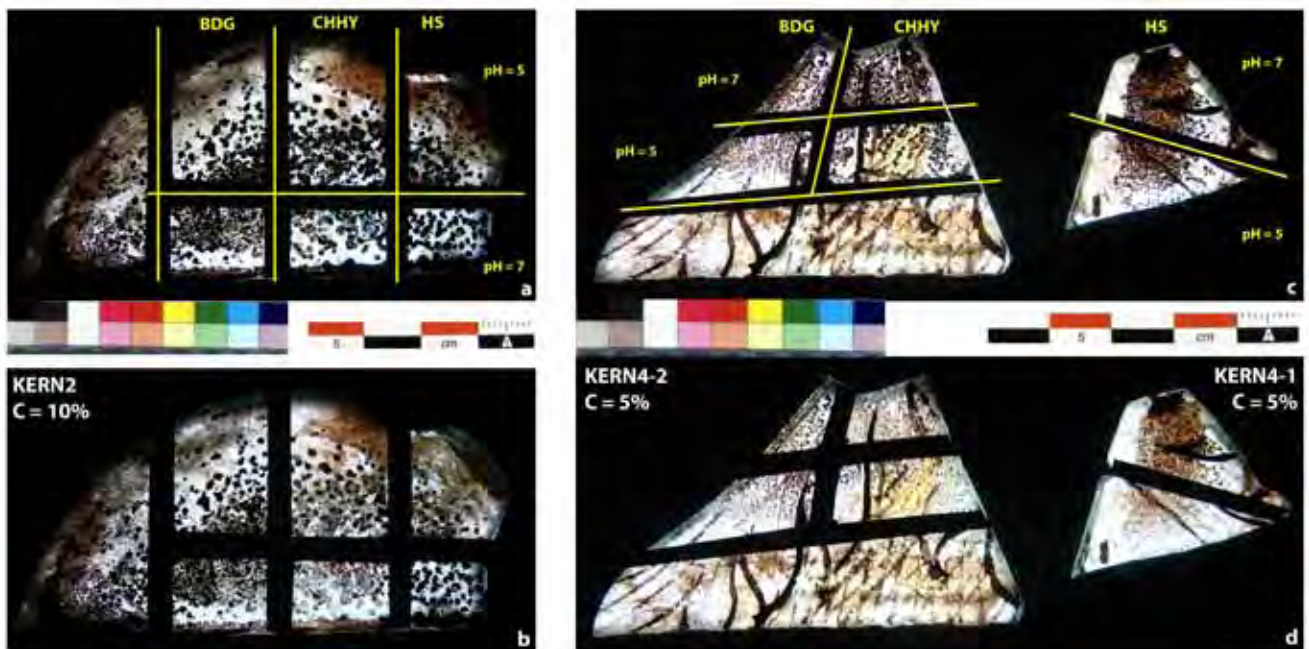 BDG CHHY HS
pH = 5
pH = 7
a
BDG CHHY HS
pH = 7
pH = 7
pH = 5
pH = 5
c
5 cm A
5 cm A
KERN2
C = 10%
b
KERN4-2
C = 5%
KERN4-1
C = 5%
d